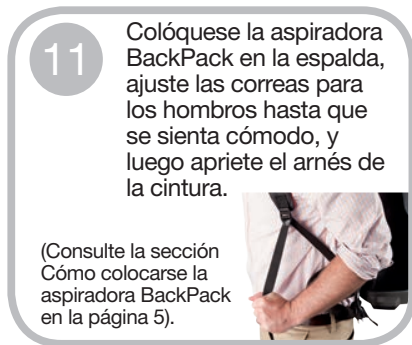 11
Colóquese la aspiradora
BackPack en la espalda,
ajuste las correas para
los hombros hasta que
se sienta cómodo, y
luego apriete el arnés de
la cintura.
(Consulte la sección
Cómo colocarse la
aspiradora BackPack
en la página 5).